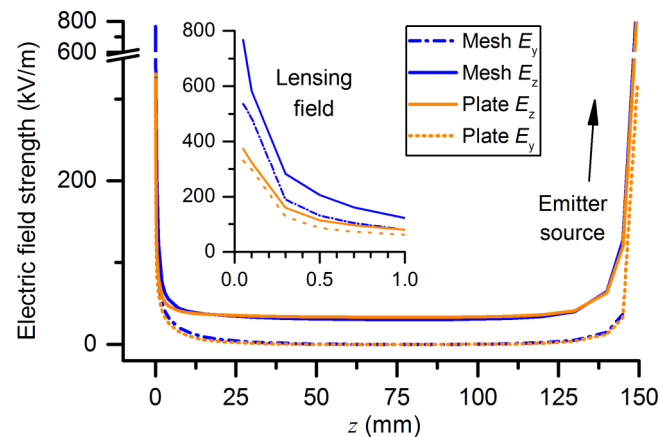 800
600
200
0
Electric field strength (kV/m)
0
25
50
75
100
125
150
z (mm)
800
600
400
200
0
0.0
0.5
1.0
Lensing
field
Mesh Ey
Mesh Ez
Plate Ez
Plate Ey
Emitter
source